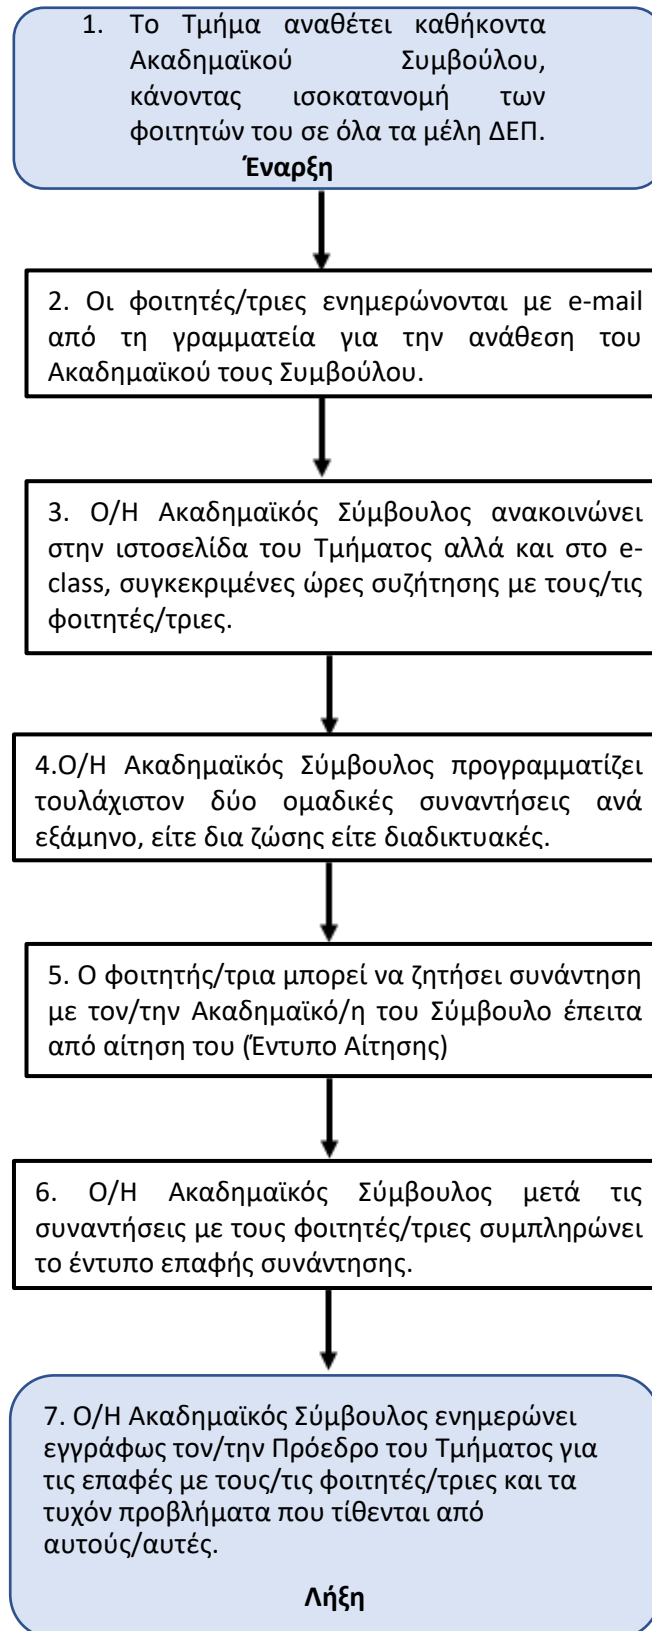 1. Το Τμήμα αναθέτει καθήκοντα
Ακαδημαϊκού Συμβούλου,
κάνοντας ισοκατανομή των
φοιτητών του σε όλα τα μέλη ΔΕΠ.
Έναρξη
2. Οι φοιτητές/τριες ενημερώνονται με e-mail
από τη γραμματεία για την ανάθεση του
Ακαδημαϊκού τους Συμβούλου.
3. Ο/Η Ακαδημαϊκός Σύμβουλος ανακοινώνει
στην ιστοσελίδα του Τμήματος αλλά και στο e-
class, συγκεκριμένες ώρες συζήτησης με τους/τις
φοιτητές/τριες.
4.Ο/Η Ακαδημαϊκός Σύμβουλος προγραμματίζει
τουλάχιστον δύο ομαδικές συναντήσεις ανά
εξάμηνο, είτε δια ζώσης είτε διαδικτυακές.
5. Ο φοιτητής/τρια μπορεί να ζητήσει συνάντηση
με τον/την Ακαδημαϊκό/η του Σύμβουλο έπειτα
από αίτηση του (Έντυπο Αίτησης)
6. Ο/Η Ακαδημαϊκός Σύμβουλος μετά τις
συναντήσεις με τους φοιτητές/τριες συμπληρώνει
το έντυπο επαφής συνάντησης.
7. Ο/Η Ακαδημαϊκός Σύμβουλος ενημερώνει
εγγράφως τον/την Πρόεδρο του Τμήματος για
τις επαφές με τους/τις φοιτητές/τριες και τα
τυχόν προβλήματα που τίθενται από
αυτούς/αυτές.
Λήξη